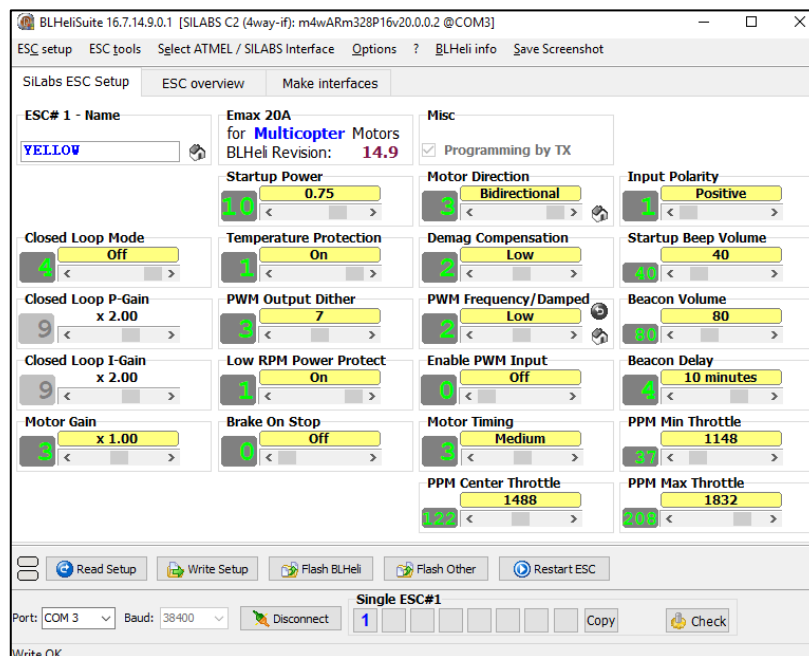 BLHeliSuite 16.7.14.9.0.1 [SILABS C2 (4way-if): m4wARm328P16v20.0.0.2 @COM3]
ESC setup ESC tools Select ATMEL / SILABS Interface Options ? BLHeli info Save Screenshot
SiLabs ESC Setup ESC overview Make interfaces
ESC# 1 - Name
YELLOW
Emax 20A
for Multicopter Motors
BLHeli Revision: 14.9
Misc
Programming by TX
Startup Power
10 0.75
Motor Direction
3 Bidirectional
Input Polarity
1 Positive
Closed Loop Mode
4 Off
Temperature Protection
1 On
Demag Compensation
2 Low
Startup Beep Volume
40 40
Closed Loop P-Gain
9 x 2.00
PWM Output Dither
3 7
PWM Frequency/Damped
2 Low
Beacon Volume
80 80
Closed Loop I-Gain
9 x 2.00
Low RPM Power Protect
1 On
Enable PWM Input
0 Off
Beacon Delay
4 10 minutes
Motor Gain
3 x 1.00
Brake On Stop
0 Off
Motor Timing
3 Medium
PPM Min Throttle
37 1148
PPM Center Throttle
122 1488
PPM Max Throttle
208 1832
Read Setup Write Setup Flash BLHeli Flash Other Restart ESC
Single ESC#1
Port: COM 3 Baud: 38400 Disconnect 1 Copy Check
Write OK